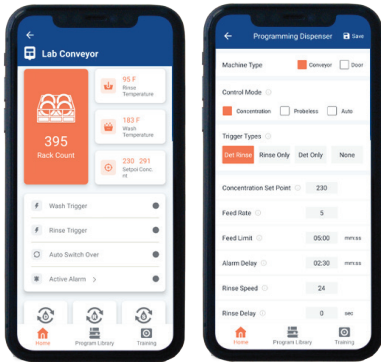 Lab Conveyor
395
Rack Count
95 F
Rinse
Temperature
183 F
Wash
Temperature
230 291
Setpoi Conc.
nt
Wash Trigger
Rinse Trigger
Auto Switch Over
Active Alarm >
Home
Program Library
Training
Programming Dispenser
Save
Machine Type
Conveyor
Door
Control Mode
Concentration
Probeless
Auto
Trigger Types
Det Rinse
Rinse Only
Det Only
None
Concentration Set Point
230
Feed Rate
5
Feed Limit
05:00
mm:ss
Alarm Delay
02:30
mm:ss
Rinse Speed
24
Rinse Delay
0
sec
Home
Program Library
Training